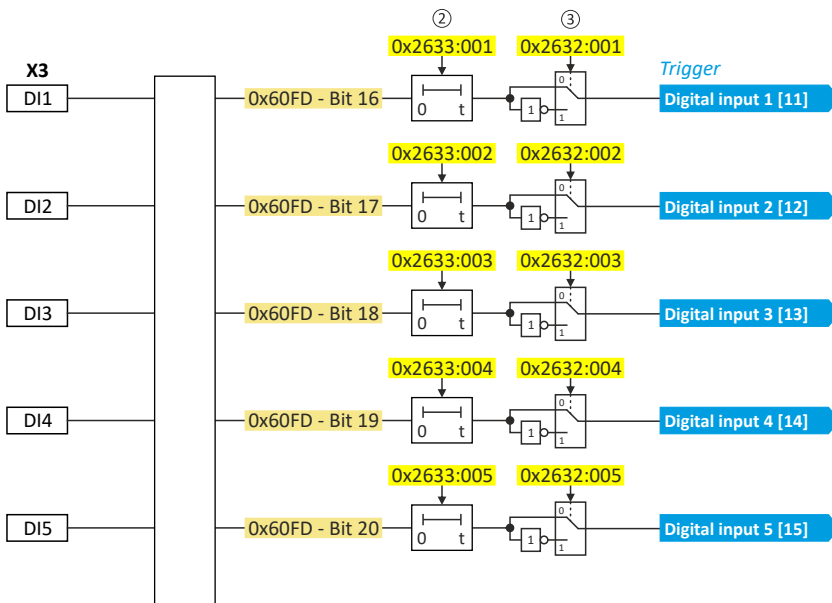 ② ③
0x2633:001 0x2632:001
X3 Trigger
DI1 0x60FD - Bit 16 0 t 1 0 1 Digital input 1 [11]
0x2633:002 0x2632:002
DI2 0x60FD - Bit 17 0 t 1 0 1 Digital input 2 [12]
0x2633:003 0x2632:003
DI3 0x60FD - Bit 18 0 t 1 0 1 Digital input 3 [13]
0x2633:004 0x2632:004
DI4 0x60FD - Bit 19 0 t 1 0 1 Digital input 4 [14]
0x2633:005 0x2632:005
DI5 0x60FD - Bit 20 0 t 1 0 1 Digital input 5 [15]